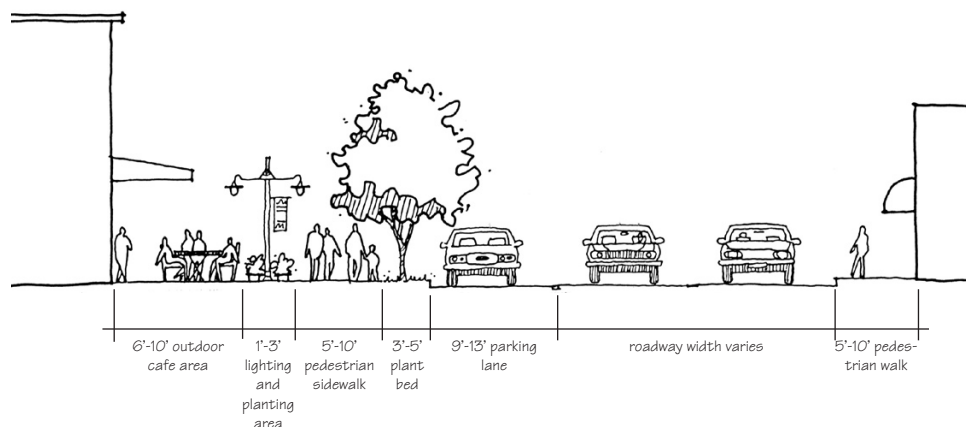 6'-10' outdoor
cafe area
1'-3'
lighting
and
planting
area
5'-10'
pedestrian
sidewalk
3'-5'
plant
bed
9'-13' parking
lane
roadway width varies
5'-10' pedes-
trian walk